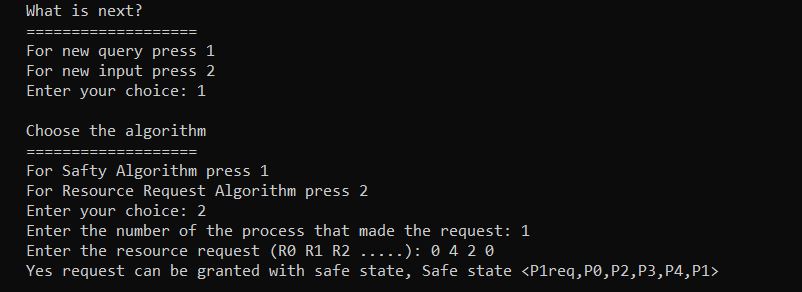 What is next?
===================
For new query press 1
For new input press 2
Enter your choice: 1
Choose the algorithm
===================
For Safty Algorithm press 1
For Resource Request Algorithm press 2
Enter your choice: 2
Enter the number of the process that made the request: 1
Enter the resource request (R0 R1 R2 .....): 0 4 2 0
Yes request can be granted with safe state, Safe state <P1req,P0,P2,P3,P4,P1>